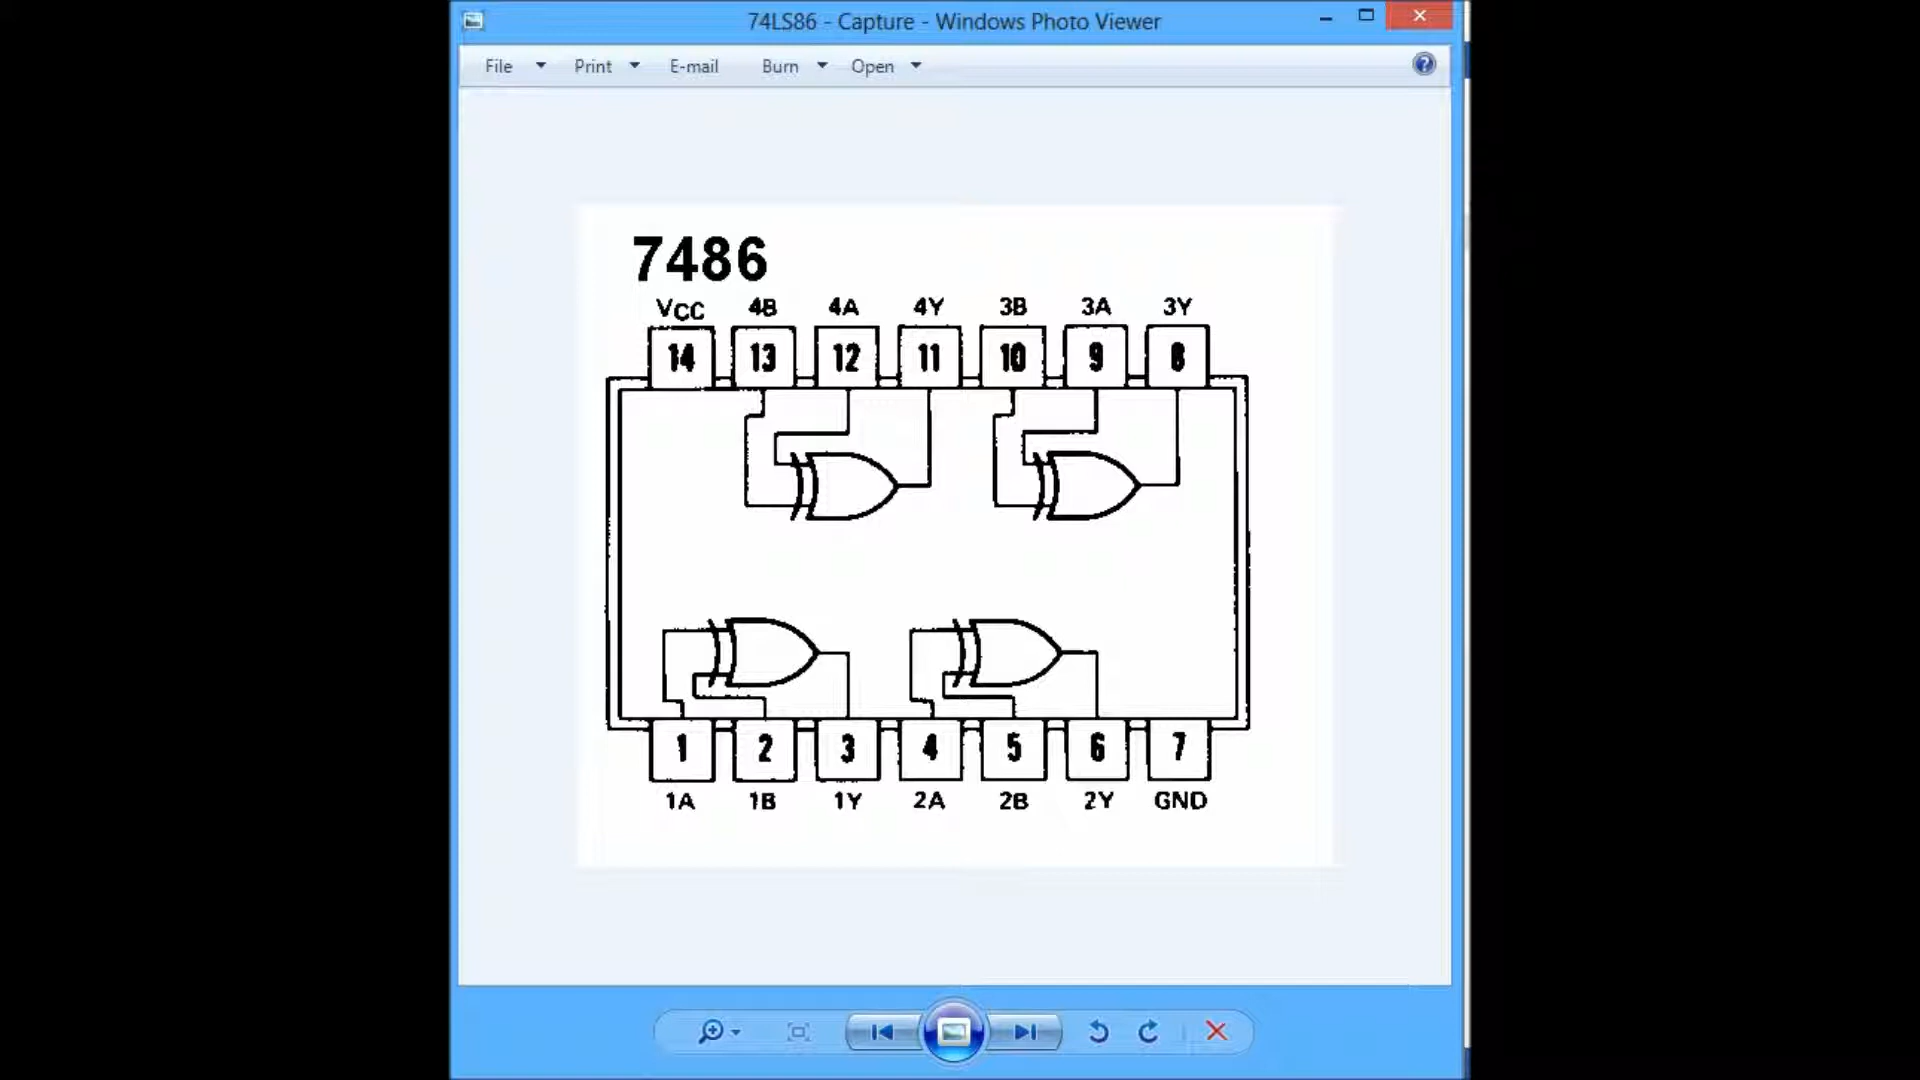 74LS86 - Capture - Windows Photo Viewer
File Print E-mail Burn Open
7486
VCC 4B 4A 4Y 3B 3A 3Y
14 13 12 11 10 9 8
1 2 3 4 5 6 7
1A 1B 1Y 2A 2B 2Y GND